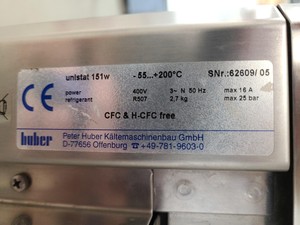 unistat 151w -55...+200°C SNr.:62609/05
CE
power 400V 3~ N 50 Hz max 16 A
refrigerant R507 2,7 kg max 25 bar
CFC & H-CFC free
huber Peter Huber Kältemaschinenbau GmbH
D-77656 Offenburg ☎ +49-781-9603-0